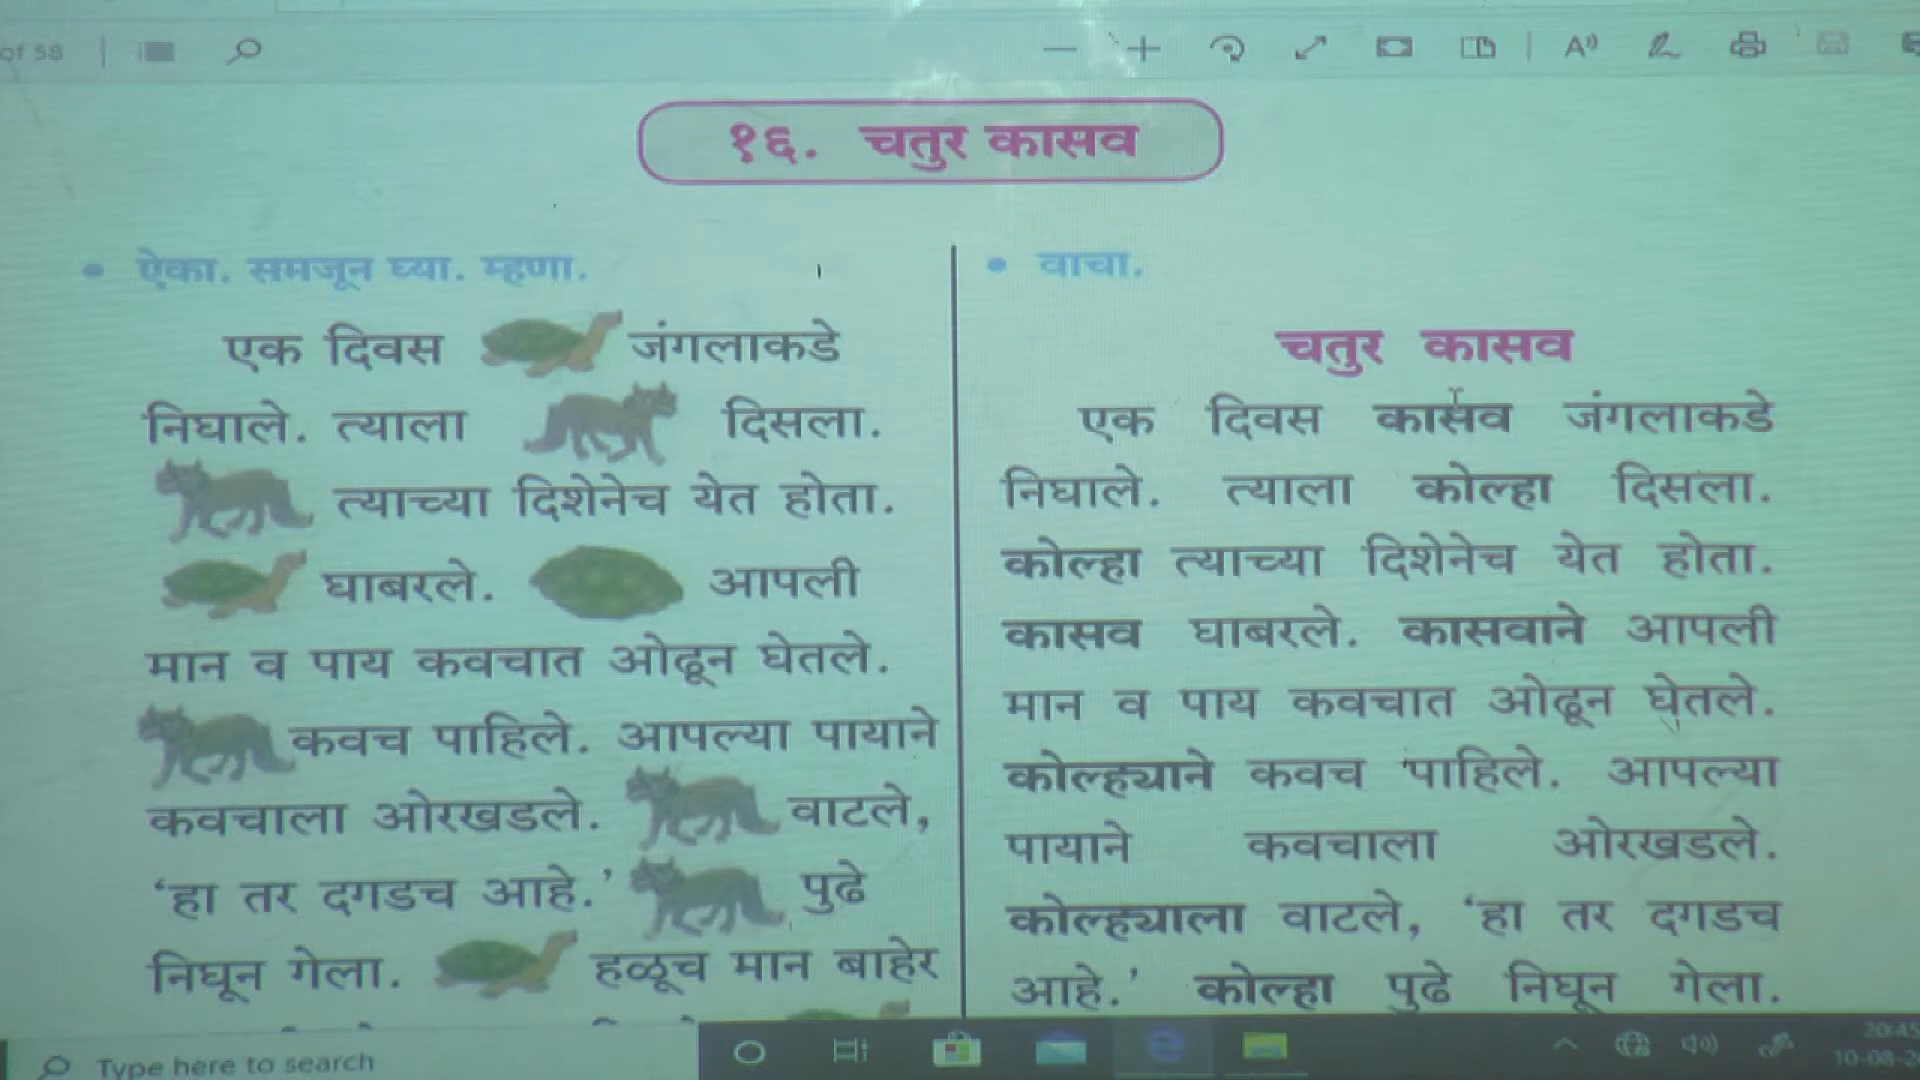 of 58
१६. चतुर कासव
• ऐका. समजून घ्या. म्हणा.
एक दिवस जंगलाकडे
निघाले. त्याला दिसला.
त्याच्या दिशेनेच येत होता.
घाबरले. आपली
मान व पाय कवचात ओढून घेतले.
कवच पाहिले. आपल्या पायाने
कवचाला ओरखडले. वाटले,
‘हा तर दगडच आहे.’ पुढे
निघून गेला. हळूच मान बाहेर
• वाचा.
चतुर कासव
एक दिवस कासव जंगलाकडे
निघाले. त्याला कोल्हा दिसला.
कोल्हा त्याच्या दिशेनेच येत होता.
कासव घाबरले. कासवाने आपली
मान व पाय कवचात ओढून घेतले.
कोल्ह्याने कवच पाहिले. आपल्या
पायाने कवचाला ओरखडले.
कोल्ह्याला वाटले, ‘हा तर दगडच
आहे.’ कोल्हा पुढे निघून गेला.
Type here to search
20:45